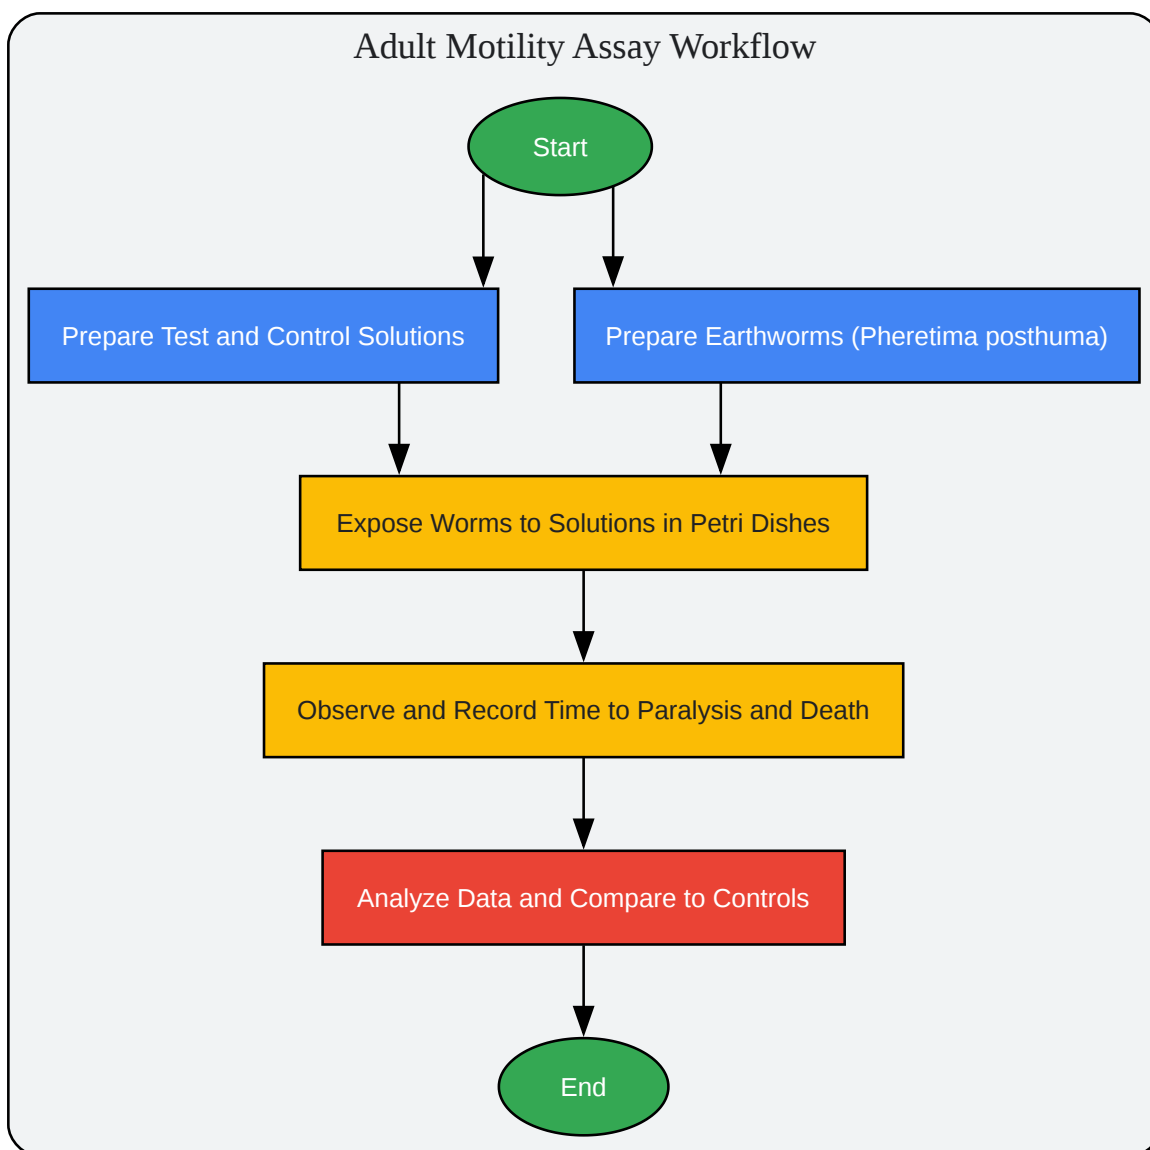 Adult Motility Assay Workflow
Start
Prepare Test and Control Solutions
Prepare Earthworms (Pheretima posthuma)
Expose Worms to Solutions in Petri Dishes
Observe and Record Time to Paralysis and Death
Analyze Data and Compare to Controls
End